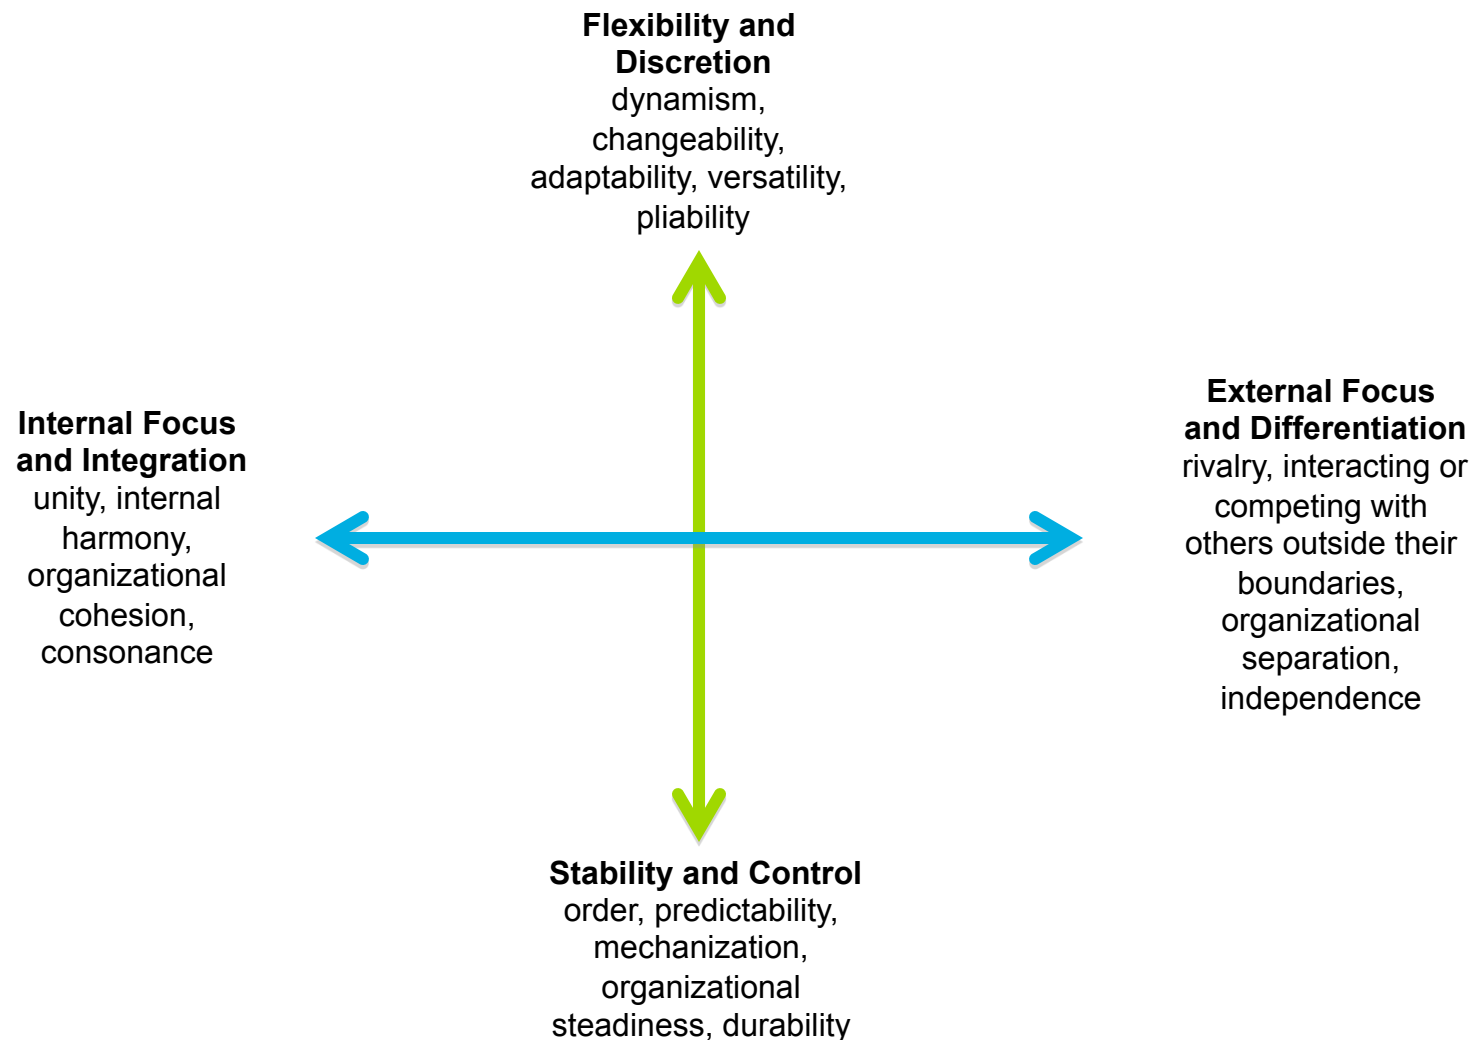 Flexibility and
Discretion
dynamism,
changeability,
adaptability, versatility,
pliability
Internal Focus
and Integration
unity, internal
harmony,
organizational
cohesion,
consonance
External Focus
and Differentiation
rivalry, interacting or
competing with
others outside their
boundaries,
organizational
separation,
independence
Stability and Control
order, predictability,
mechanization,
organizational
steadiness, durability